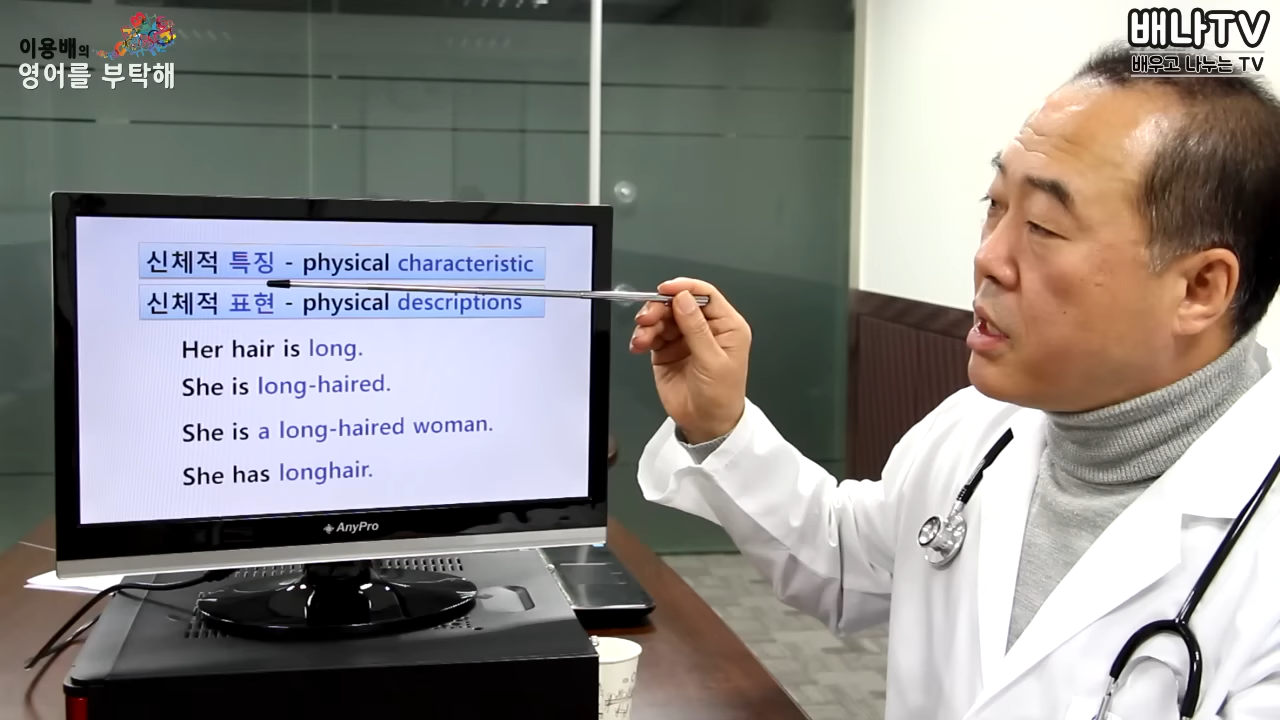 이용배의
영어를 부탁해
배나TV
배우고 나누는 TV
신체적 특징 - physical characteristic
신체적 표현 - physical descriptions
Her hair is long.
She is long-haired.
She is a long-haired woman.
She has longhair.
AnyPro